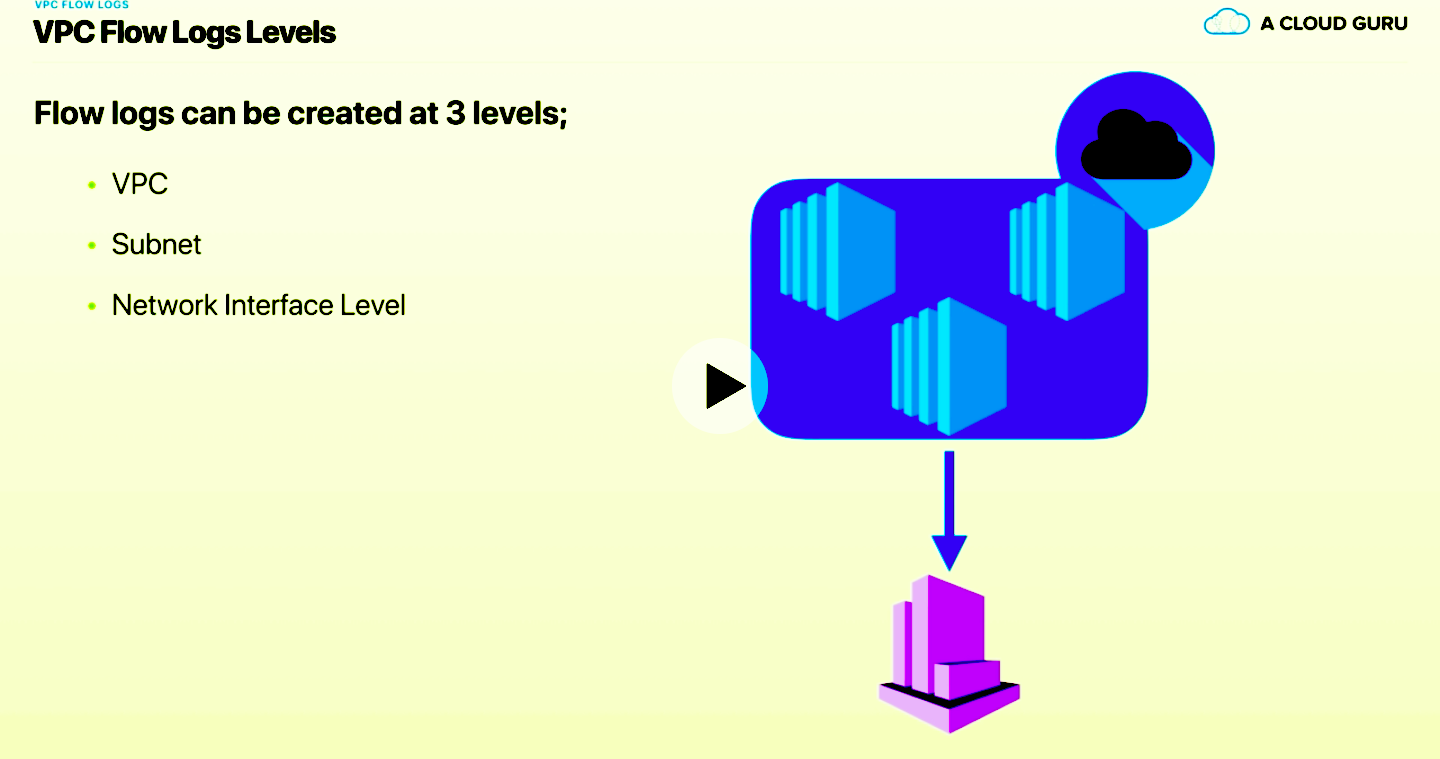 VPC FLOW LOGS
VPC Flow Logs Levels
A CLOUD GURU
Flow logs can be created at 3 levels;
VPC
Subnet
Network Interface Level